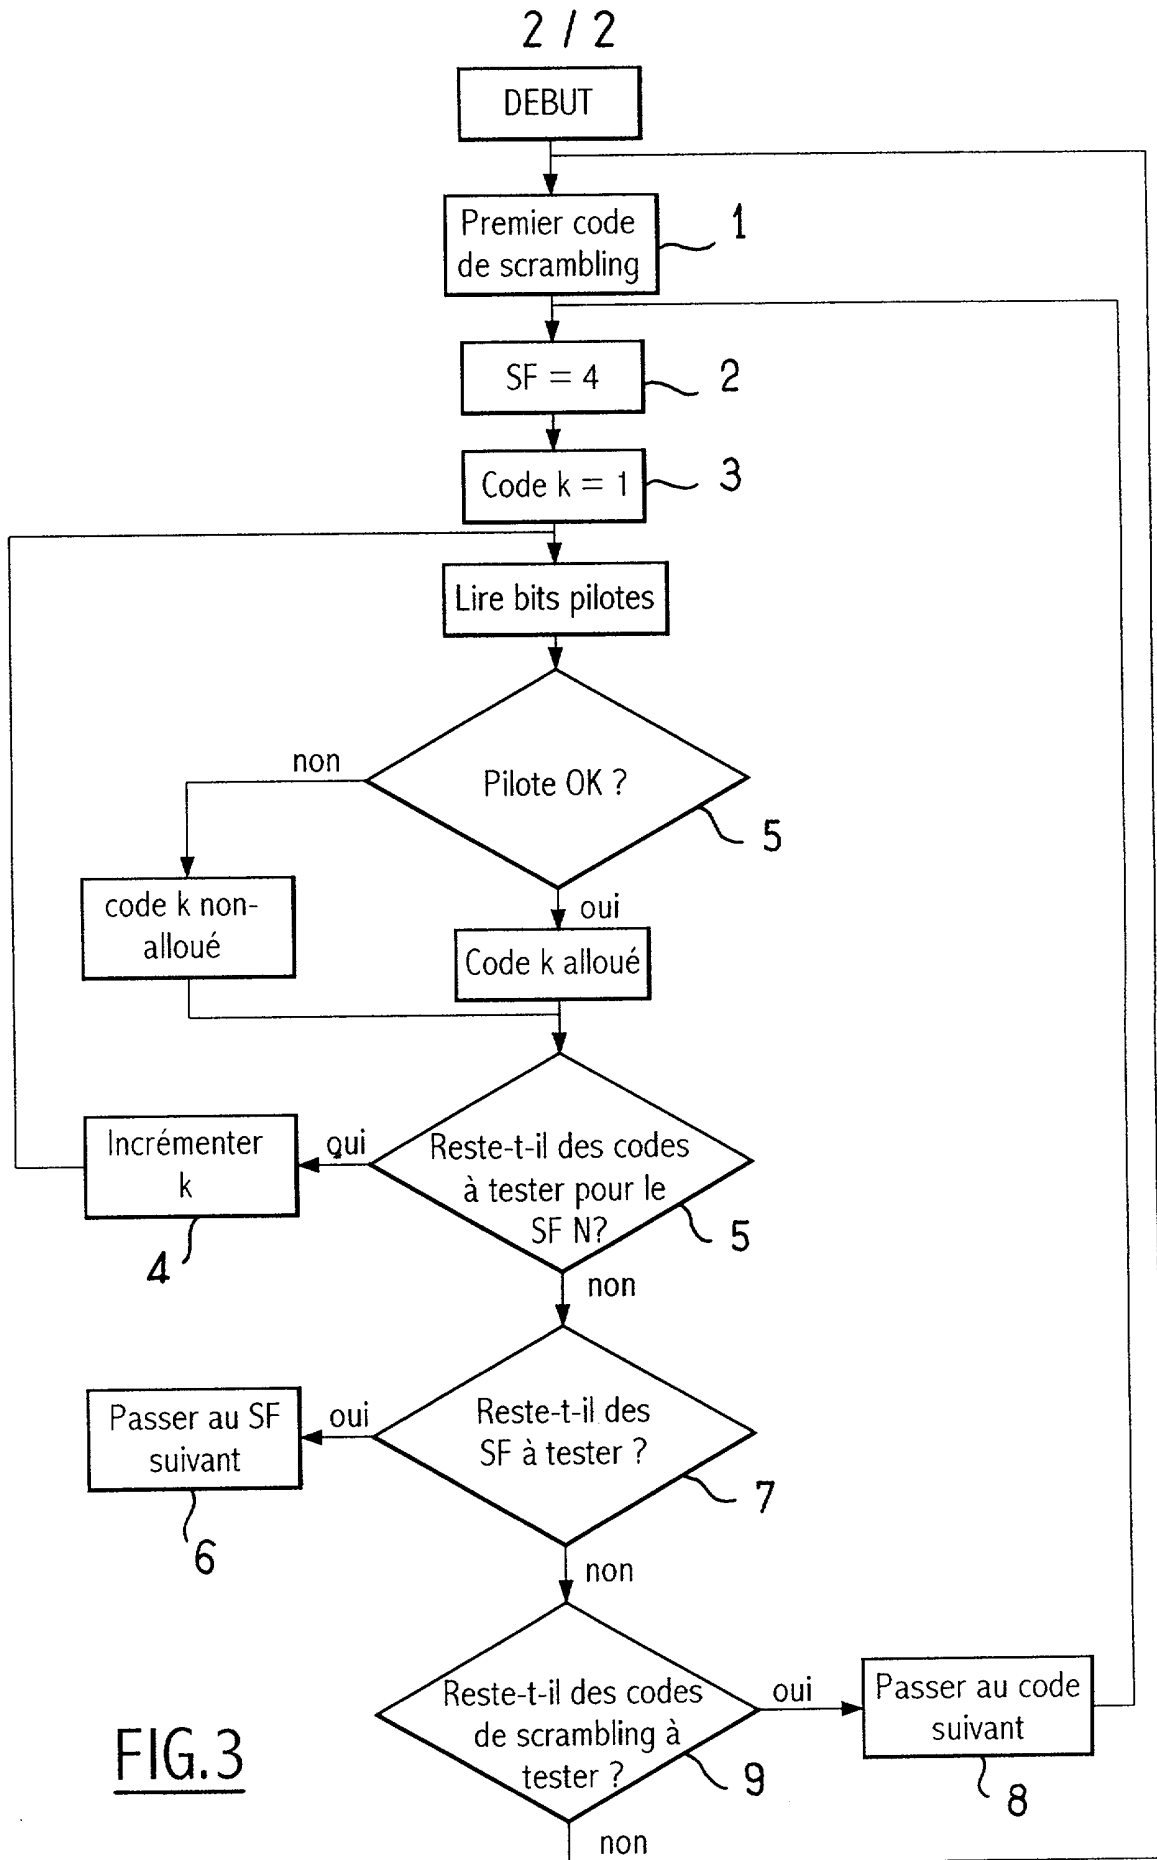 2 / 2
DEBUT
Premier code
de scrambling
1
SF = 4
2
Code k = 1
3
Lire bits pilotes
non
Pilote OK ?
5
oui
code k non-
alloué
Code k alloué
Incrémenter
k
4
oui
Reste-t-il des codes
à tester pour le
SF N?
5
non
Passer au SF
suivant
6
oui
Reste-t-il des
SF à tester ?
7
non
Reste-t-il des codes
de scrambling à
tester ?
9
oui
Passer au code
suivant
8
non
FIG.3